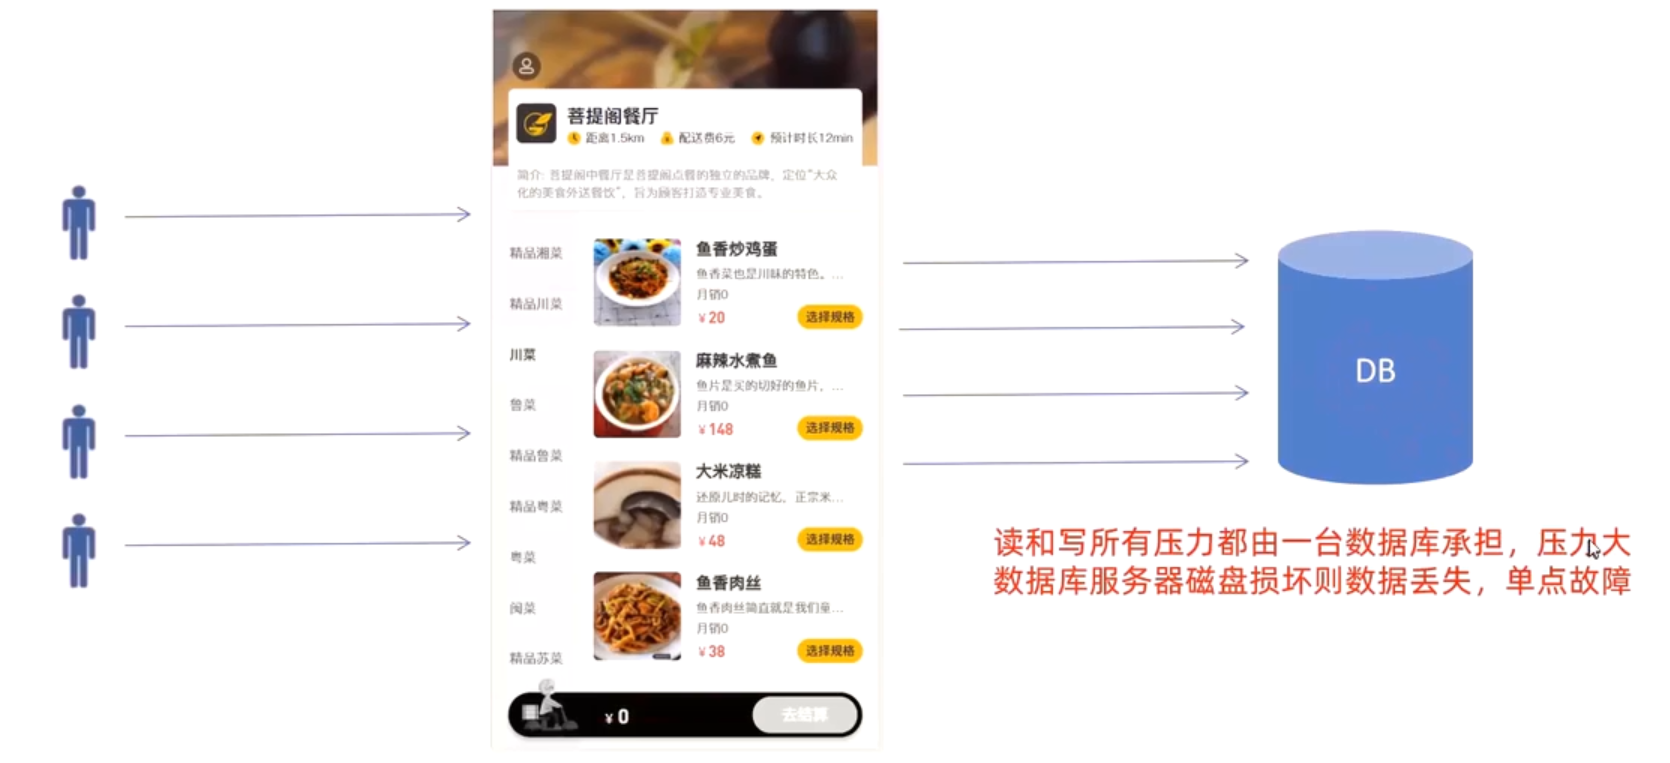 菩提阁餐厅
距离1.5km 配送费6元 预计时长12min
简介: 菩提阁中餐厅是菩提阁点餐的独立的品牌，定位“大众
化的美食外送餐饮”，旨为顾客打造专业美食。
精品湘菜
精品川菜
川菜
鲁菜
精品鲁菜
精品粤菜
粤菜
闽菜
精品苏菜
鱼香炒鸡蛋
鱼香菜也是川味的特色。...
月销0
￥20 选择规格
麻辣水煮鱼
鱼片是买的切好的鱼片，...
月销0
￥148 选择规格
大米凉糕
还原儿时的记忆，正宗米...
月销0
￥48 选择规格
鱼香肉丝
鱼香肉丝简直就是我们童...
月销0
￥38 选择规格
￥0 去结算
DB
读和写所有压力都由一台数据库承担，压力大
数据库服务器磁盘损坏则数据丢失，单点故障